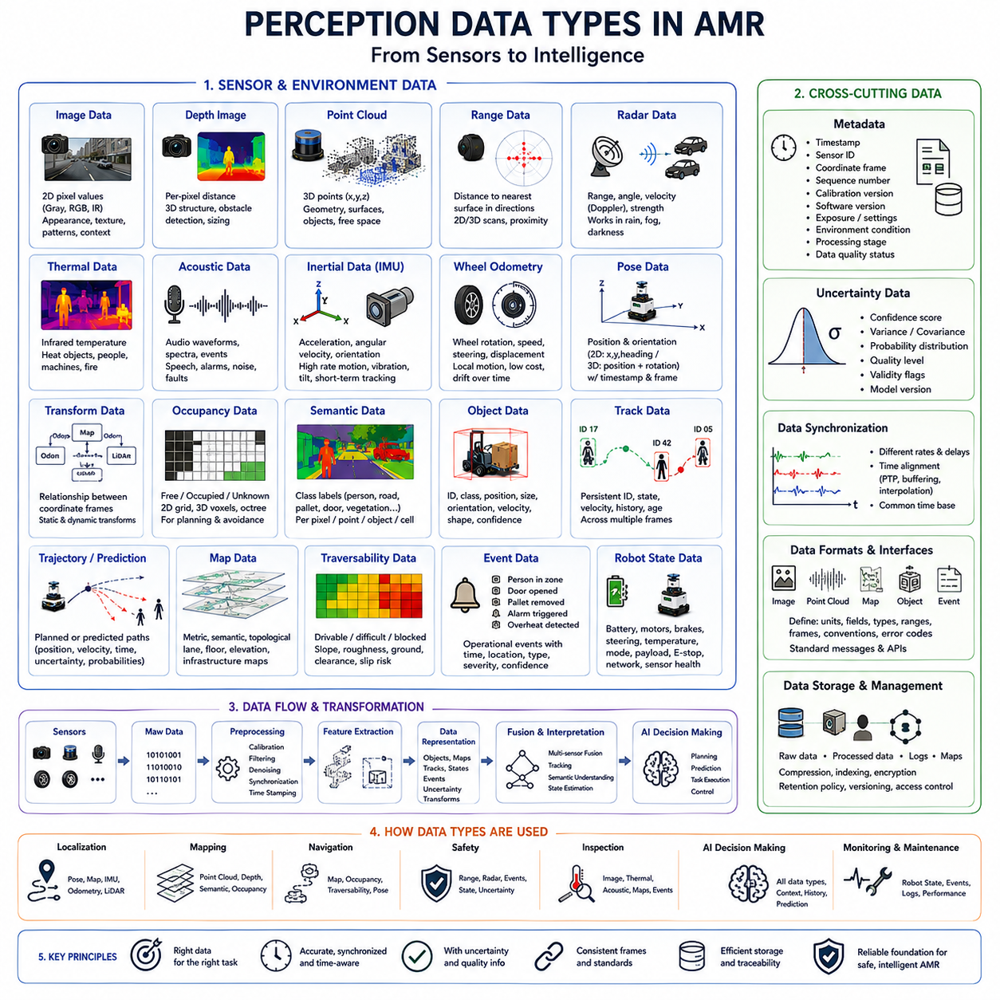 PERCEPTION DATA TYPES IN AMR
From Sensors to Intelligence
1. SENSOR & ENVIRONMENT DATA
Image Data
2D pixel values
(Gray, RGB, IR)
Appearance, texture,
patterns, context
Depth Image
Per-pixel distance
3D structure, obstacle
detection, sizing
Point Cloud
3D points (x,y,z)
Geometry, surfaces,
objects, free space
Range Data
Distance to nearest
surface in directions
2D/3D scans, proximity
Radar Data
Range, angle, velocity
(Doppler), strength
Works in rain, fog,
darkness
Thermal Data
Infrared temperature
Heat objects, people,
machines, fire
Acoustic Data
Audio waveforms,
spectra, events
Speech, alarms, noise,
faults
Inertial Data (IMU)
Z
Y
X
X
Acceleration, angular
velocity, orientation
High rate motion, vibration,
tilt, short-term tracking
Wheel Odometry
Wheel rotation, speed,
steering, displacement
Local motion, low cost,
drift over time
Pose Data
Z
Y
X
Position & orientation
(2D: x,y,heading /
3D: position + rotation)
w/ timestamp & frame
Transform Data
Odom
Map
Odom
Odon
LiDArt
Relationship between
coordinate frames
Static & dynamic transforms
Occupancy Data
Free / Occupied / Unknown
2D grid, 3D voxels, octree
For planning & avoidance
Semantic Data
Class labels (person, road,
pallet, door, vegetation...)
Per pixel / point / object / cell
Object Data
ID, class, position, size,
orientation, velocity,
shape, confidence
Track Data
ID 17
ID 42
ID 05
Persistent ID, state,
velocity, history, age
Across multiple frames
Trajectory / Prediction
Planned or predicted paths
(position, velocity, time,
uncertainty, probabilities)
Map Data
Metric, semantic, topological
lane, floor, elevation,
infrastructure maps
Traversability Data
Drivable / difficult / blocked
Slope, roughness, ground,
clearance, slip risk
Event Data
Person in zone
Door opened
Pallet removed
Alarm triggered
Overheat detected
Operational events with
time, location, type,
severity, confidence
Robot State Data
Battery, motors, brakes,
steering, temperature,
mode, payload, E-stop,
network, sensor health
2. CROSS-CUTTING DATA
Metadata
• Timestamp
• Sensor ID
• Coordinate frame
• Sequence number
• Calibration version
• Software version
• Exposure / settings
• Environment condition
• Processing stage
• Data quality status
Uncertainty Data
σ
• Confidence score
• Variance / Covariance
• Probability distribution
• Quality level
• Validity flags
• Model version
Data Synchronization
t
• Different rates & delays
• Time alignment
(PTP, buffering,
interpolation)
• Common time base
Data Formats & Interfaces
Image
Point Cloud
Map
Object
Event
Define: units, fields, types, ranges,
frames, conventions, error codes
Standard messages & APIs
Data Storage & Management
Raw data • Processed data • Logs • Maps
Compression, indexing, encryption
Retention policy, versioning, access control
3. DATA FLOW & TRANSFORMATION
Sensors
Maw Data
10101001
11010010
10110101
...
Preprocessing
Calibration
Filtering
Denoising
Synchronization
Time Stamping
Feature Extraction
Data
Representation
Objects, Maps
Tracks, States
Events
Uncertainty
Transforms
Fusion & Interpretation
Multi-sensor Fusion
Tracking
Semantic Understanding
State Estimation
AI Decision Making
Planning
Prediction
Task Execution
Control
4. HOW DATA TYPES ARE USED
Localization
Pose, Map, IMU,
Odometry, LiDAR
Mapping
Point Cloud, Depth,
Semantic, Occupancy
Navigation
Map, Occupancy,
Traversability, Pose
Safety
Range, Radar, Events,
State, Uncertainty
Inspection
Image, Thermal,
Acoustic, Maps, Events
AI Decision Making
All data types,
Context, History,
Prediction
Monitoring & Maintenance
Robot State, Events,
Logs, Performance
5. KEY PRINCIPLES
Right data
for the right task
Accurate, synchronized
and time-aware
With uncertainty
and quality info
Consistent frames
and standards
Efficient storage
and traceability
Reliable foundation for
safe, intelligent AMR